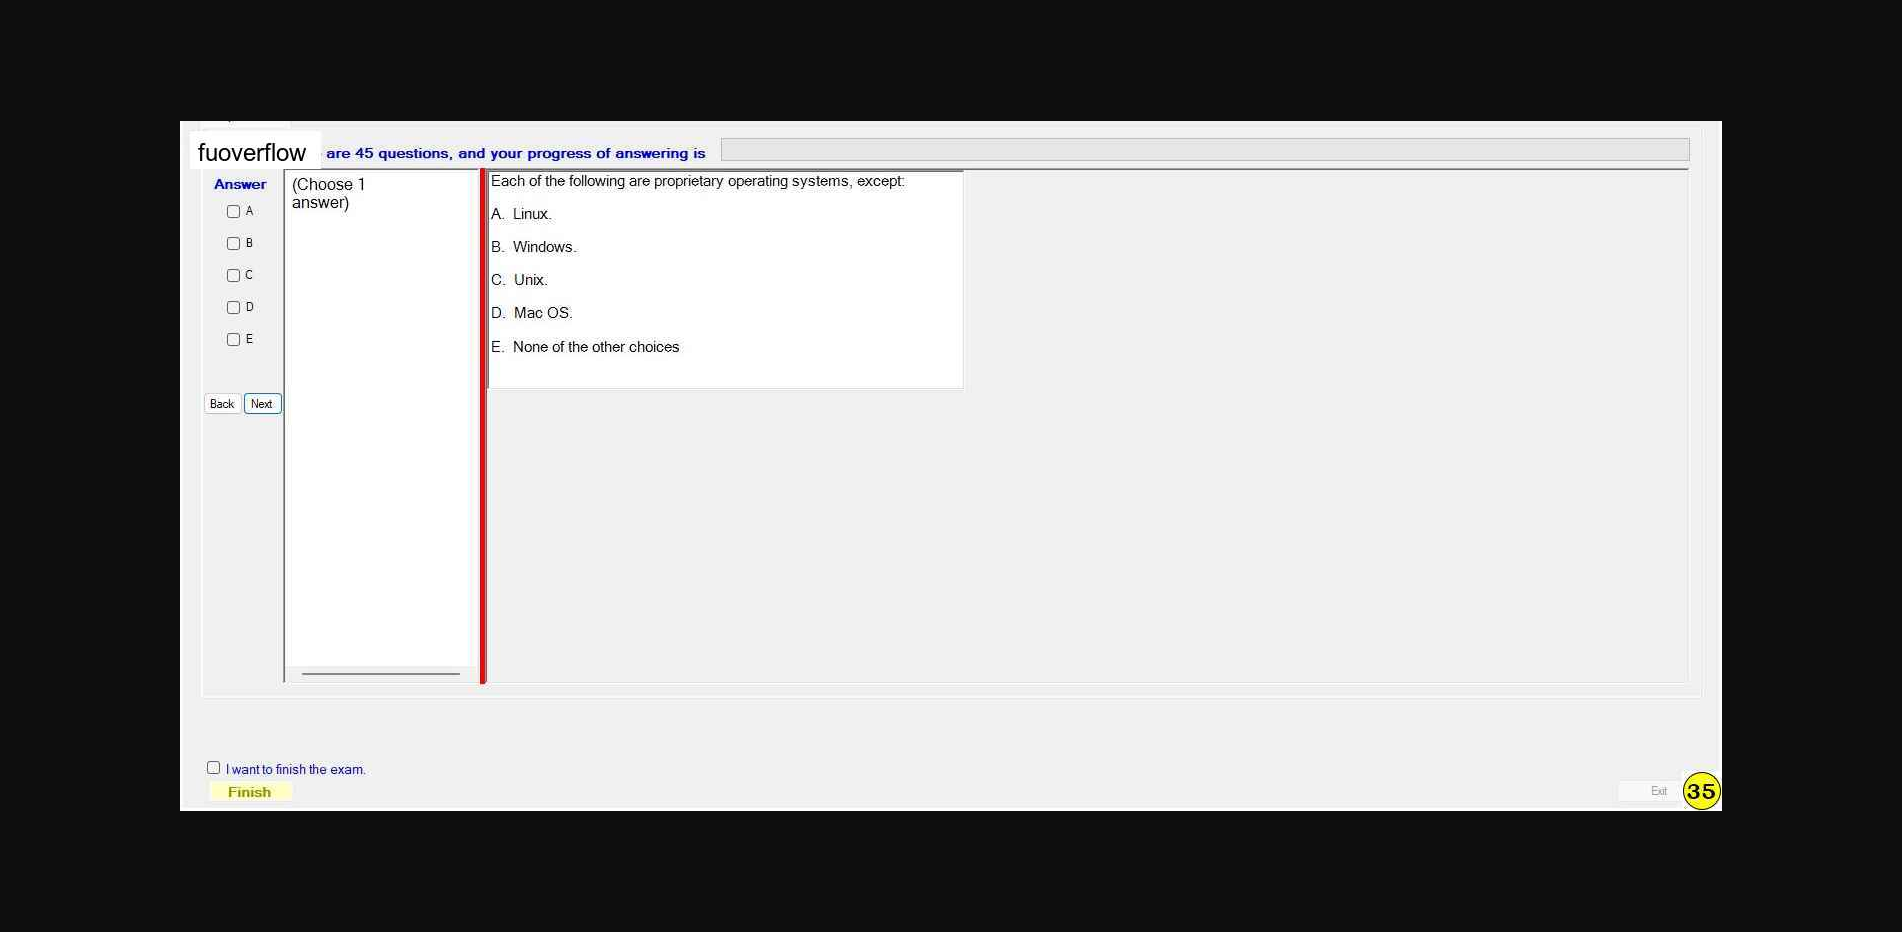 fuoverflow are 45 questions, and your progress of answering is
Answer
(Choose 1
answer)
A
B
C
D
E
Back Next
Each of the following are proprietary operating systems, except:
A. Linux.
B. Windows.
C. Unix.
D. Mac OS.
E. None of the other choices
I want to finish the exam.
Finish
Exit
35